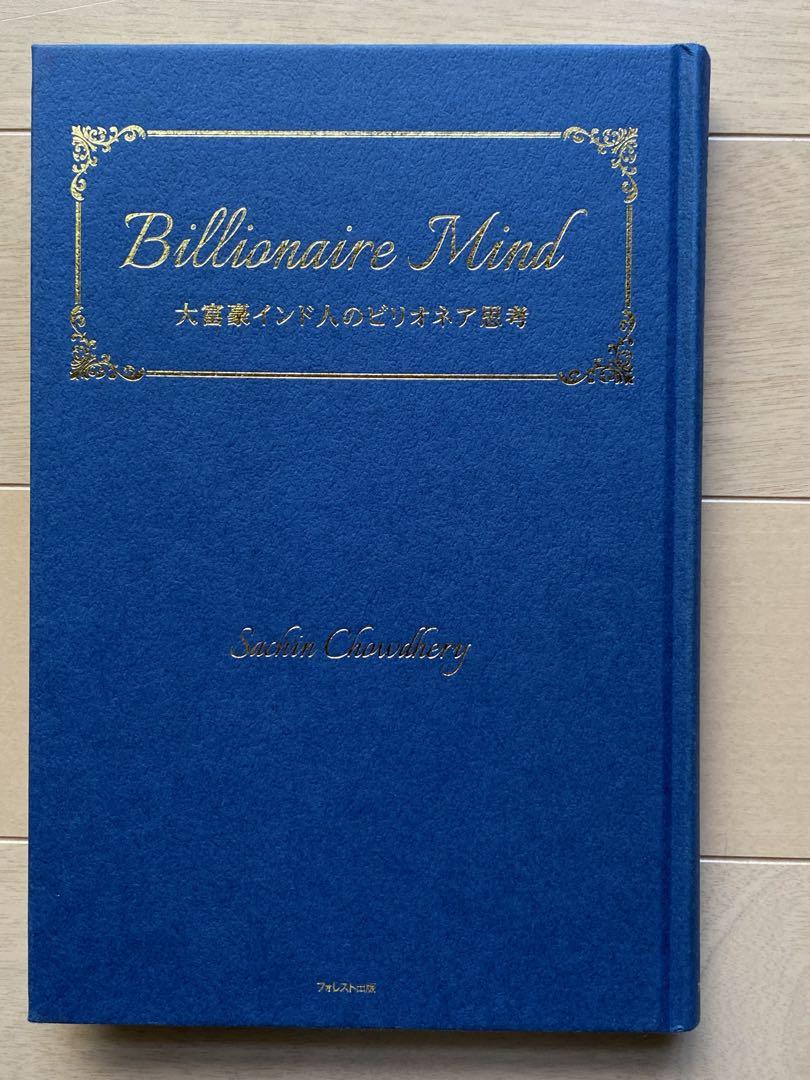 Billionaire Mind
大富豪インド人のビリオネア思考
Sachin Chowdhery
フォレスト出版